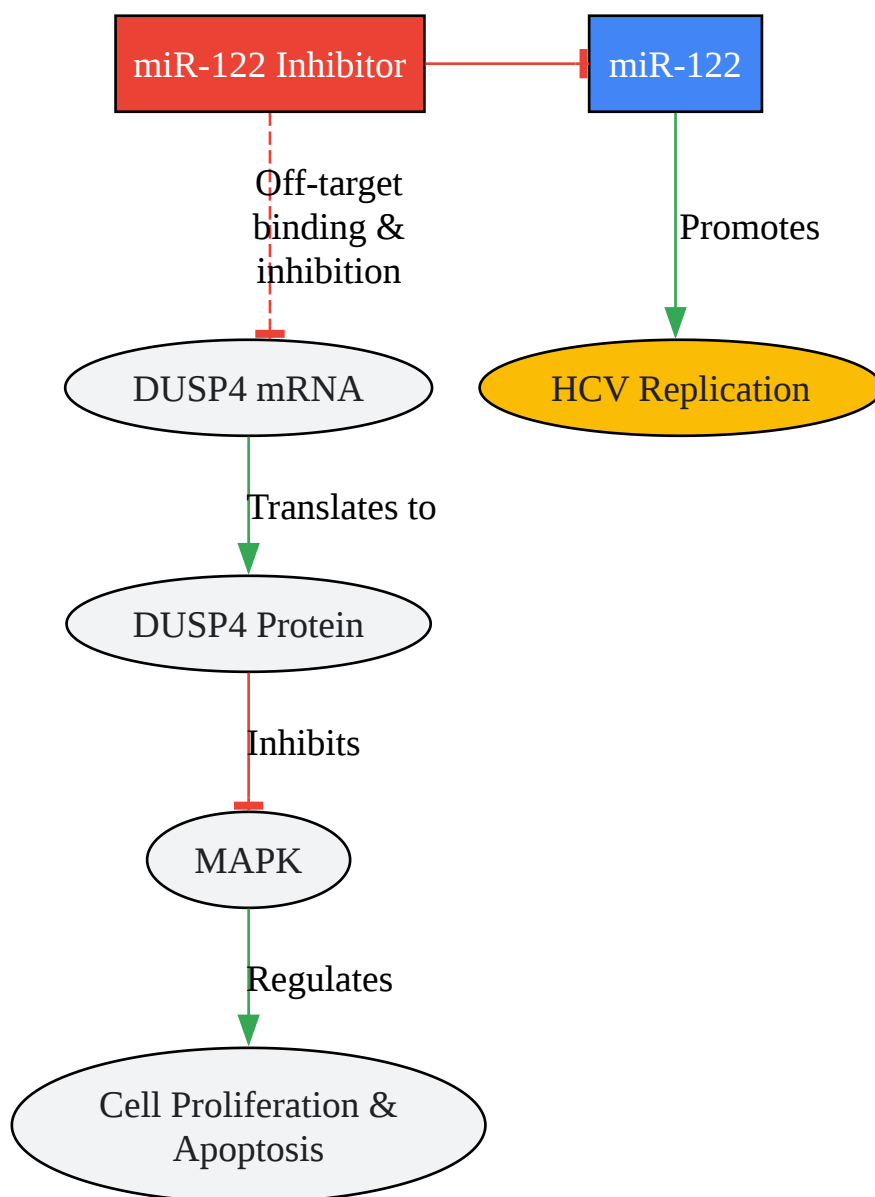 miR-122 Inhibitor
miR-122
Off-target
binding &
inhibition
Promotes
DUSP4 mRNA
HCV Replication
Translates to
DUSP4 Protein
Inhibits
MAPK
Regulates
Cell Proliferation &
Apoptosis